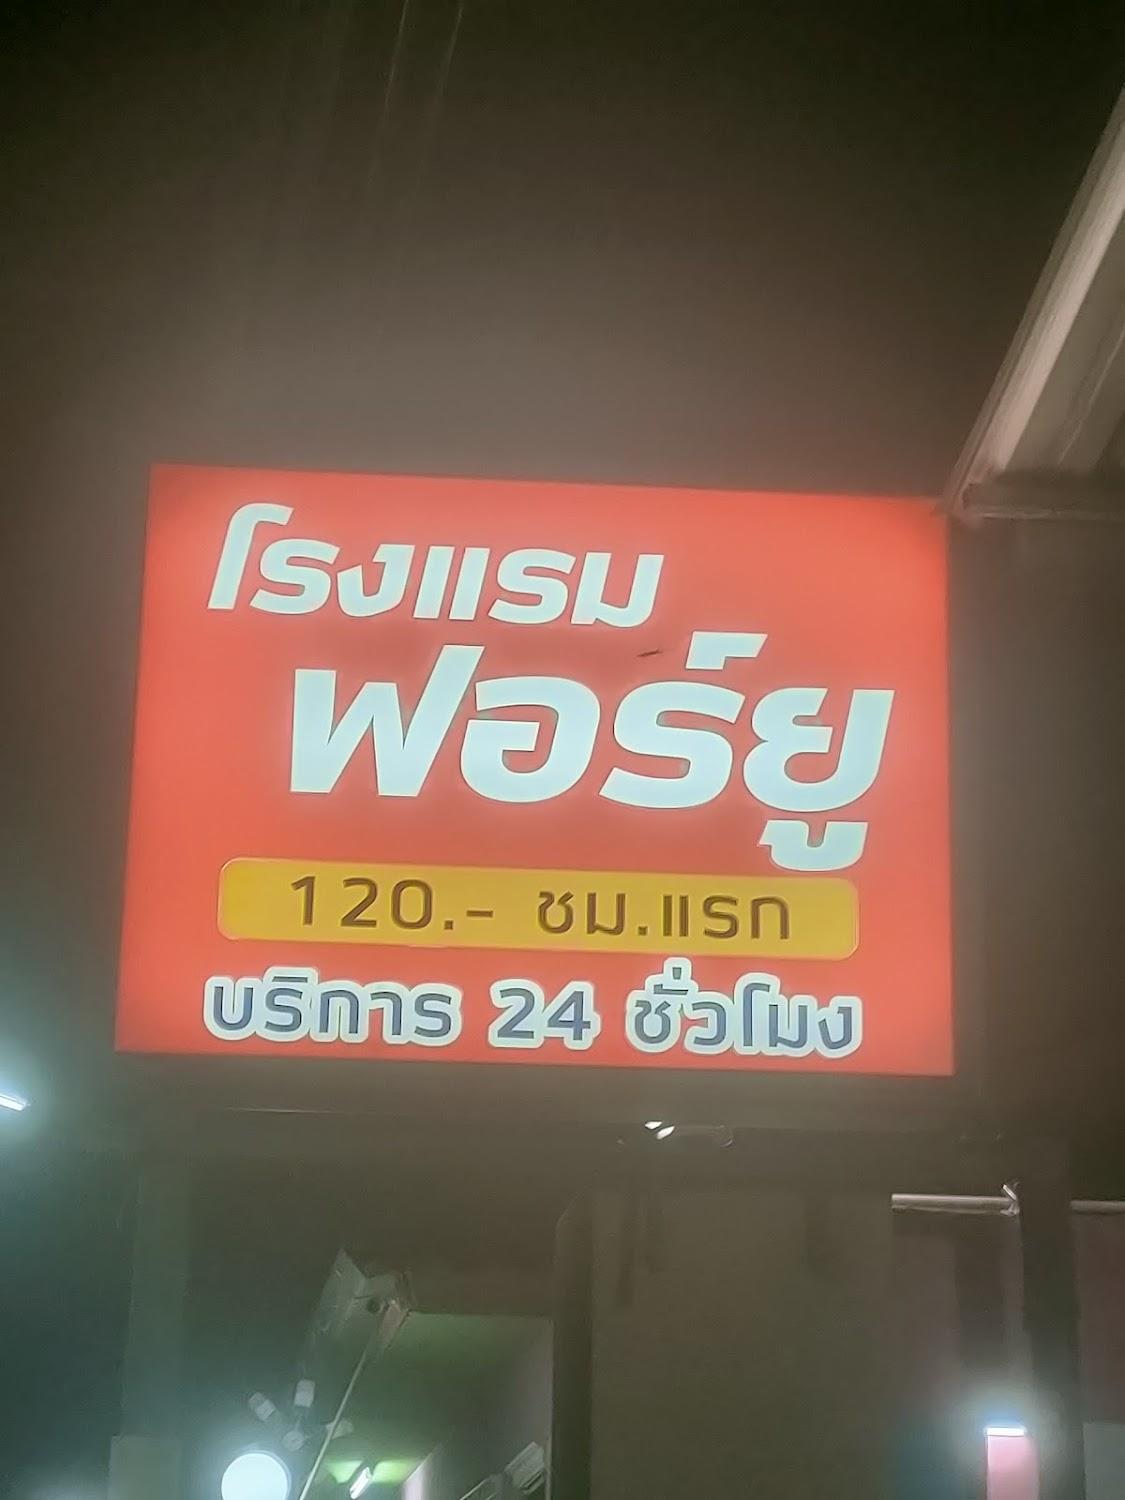 โรงแรม
ฟอร์ยู
120.- ชม.แรก
บริการ 24 ชั่วโมง